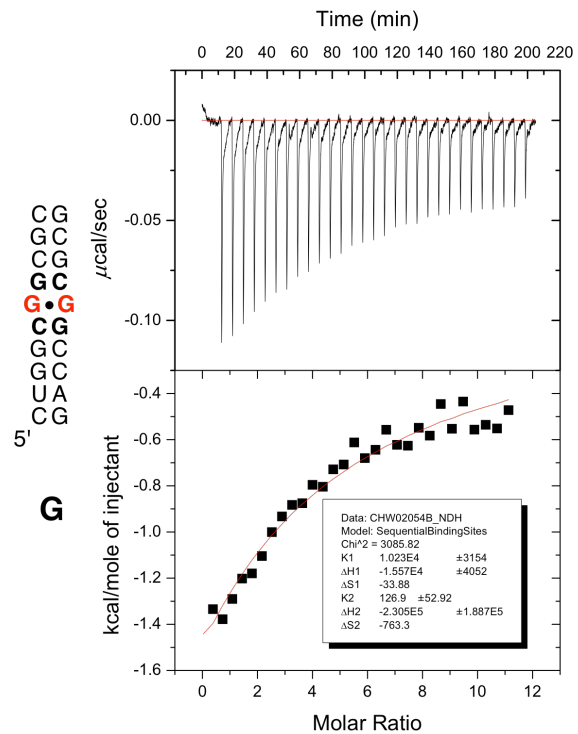 Time (min)
0 20 40 60 80 100 120 140 160 180 200 220
0.00
-0.05
-0.10
µcal/sec
C G
G C
C G
G C
G • G
C G
G C
G C
U A
C G
5'
G
-0.4
-0.6
-0.8
-1.0
-1.2
-1.4
-1.6
kcal/mole of injectant
Data: CHW02054B_NDH
Model: SequentialBindingSites
Chi^2 = 3085.82
K1 1.023E4 ±3154
ΔH1 -1.557E4 ±4052
ΔS1 -33.88
K2 126.9 ±52.92
ΔH2 -2.305E5 ±1.887E5
ΔS2 -763.3
0 2 4 6 8 10 12
Molar Ratio